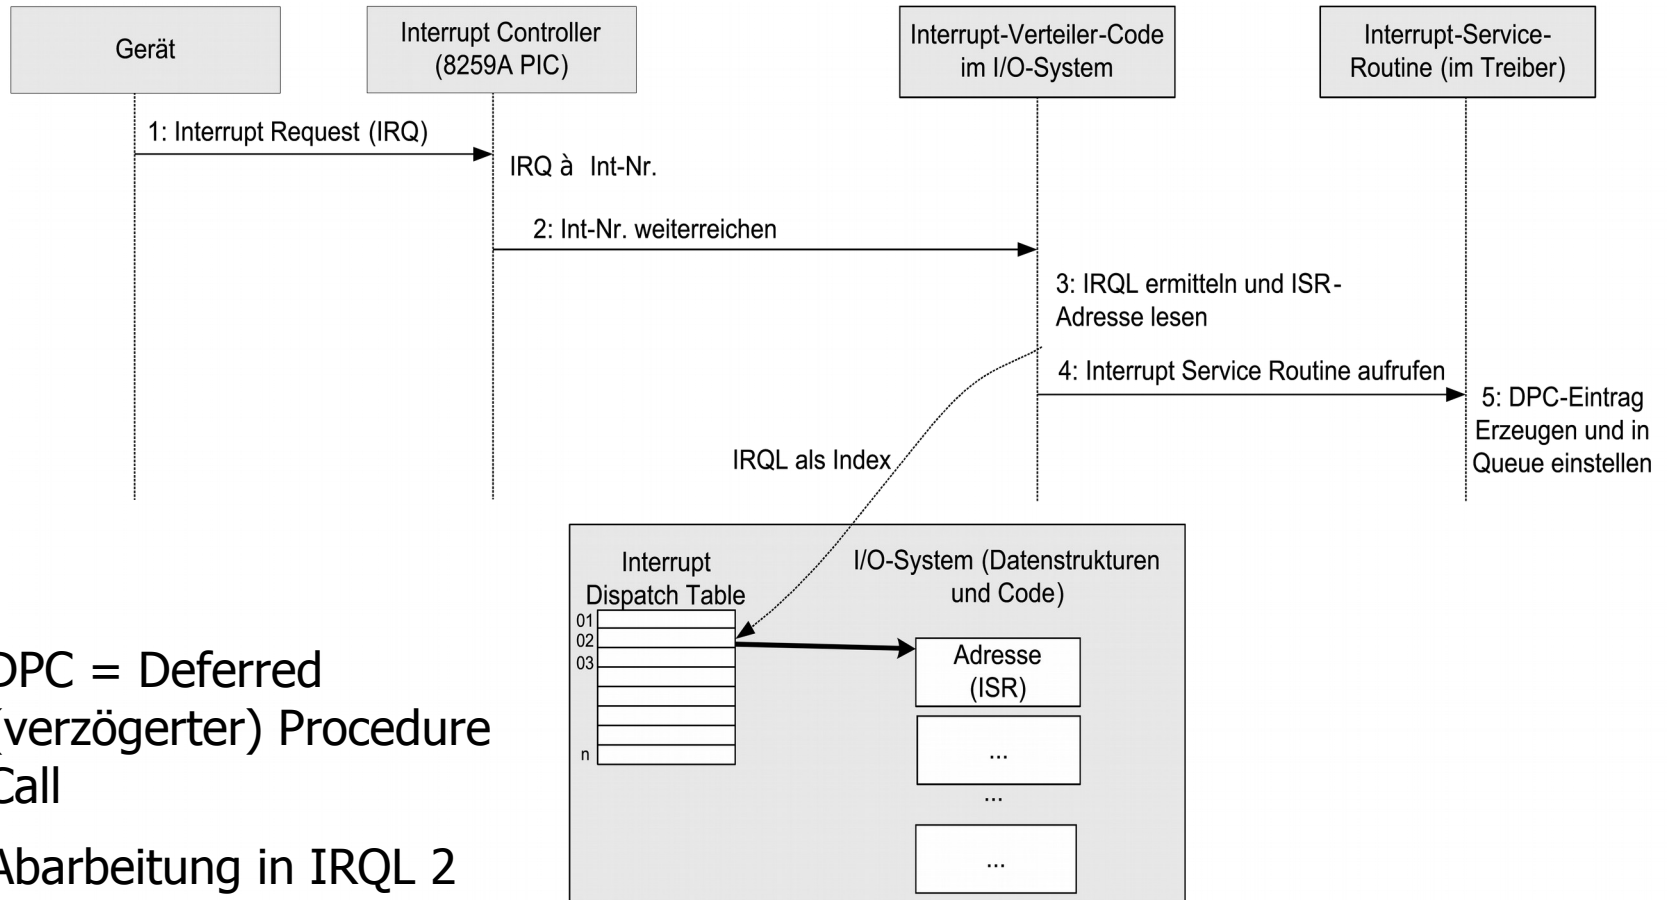 Gerät
Interrupt Controller
(8259A PIC)
Interrupt-Verteiler-Code
im I/O-System
Interrupt-Service-
Routine (im Treiber)
1: Interrupt Request (IRQ)
IRQ à Int-Nr.
2: Int-Nr. weiterreichen
3: IRQL ermitteln und ISR-
Adresse lesen
4: Interrupt Service Routine aufrufen
5: DPC-Eintrag
Erzeugen und in
Queue einstellen
IRQL als Index
Interrupt
Dispatch Table
I/O-System (Datenstrukturen
und Code)
01
02
03
n
Adresse
(ISR)
...
...
...
DPC = Deferred
(verzögerter) Procedure
Call
Abarbeitung in IRQL 2